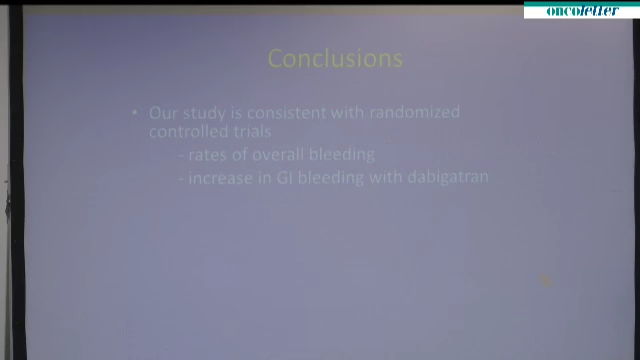 oncoletter
Conclusions
• Our study is consistent with randomized
controlled trials
- rates of overall bleeding
- increase in GI bleeding with dabigatran